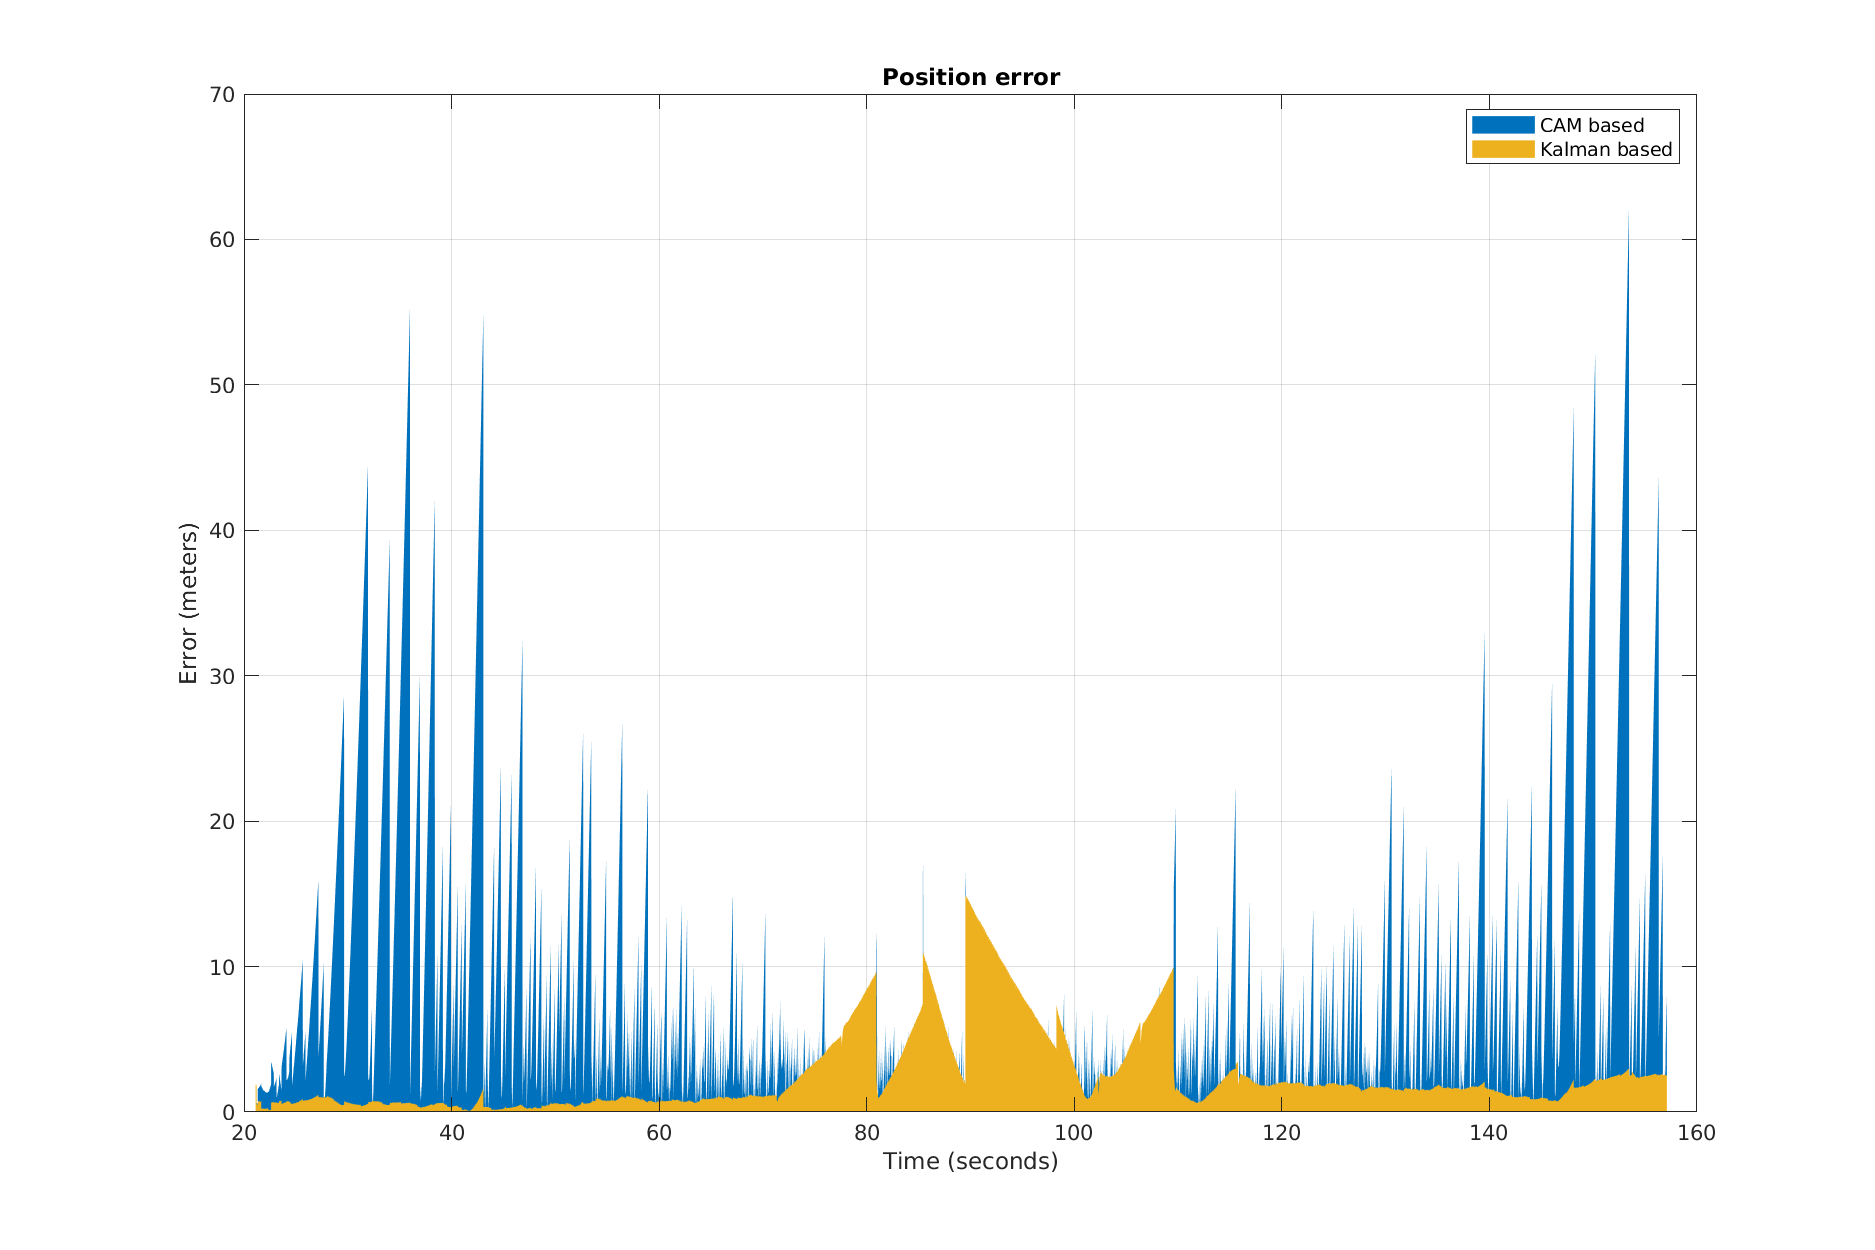 Position error
70
60
50
40
30
20
10
0
Error (meters)
CAM based
Kalman based
20 40 60 80 100 120 140 160
Time (seconds)